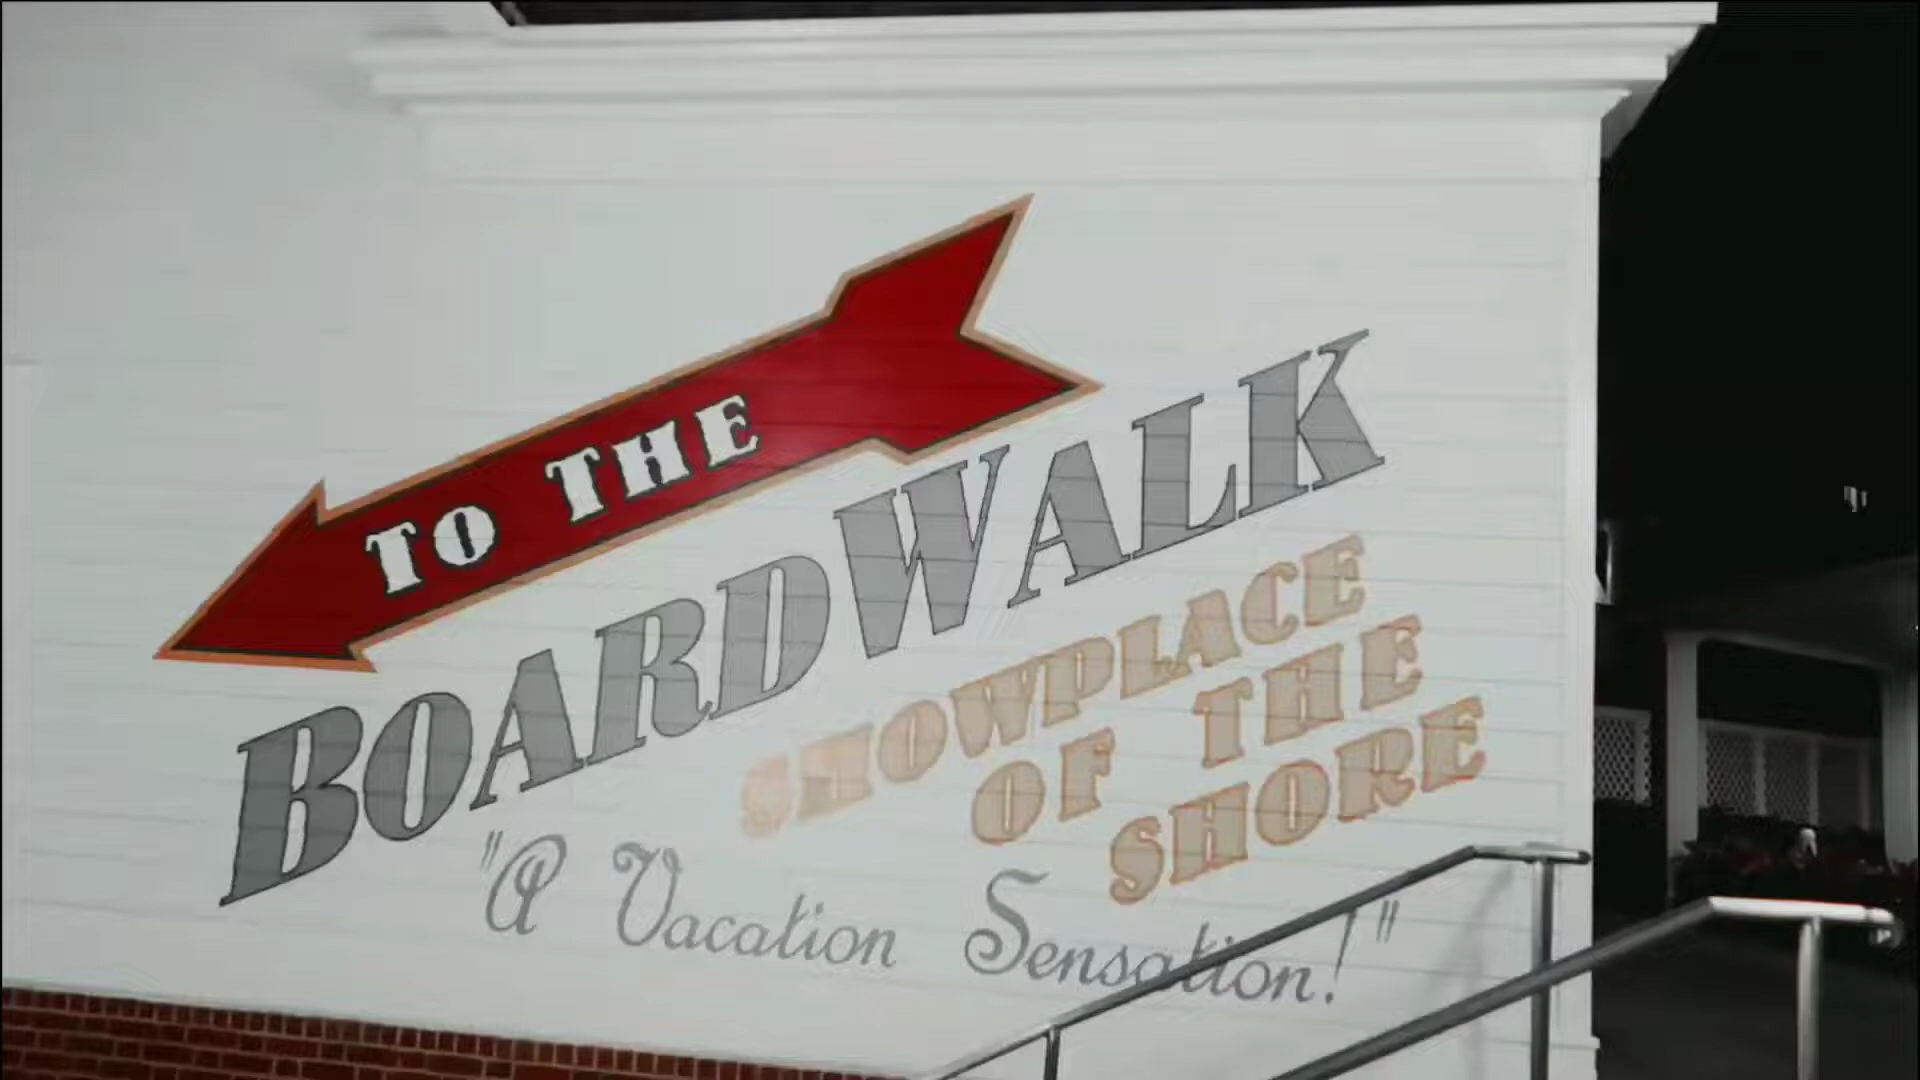 TO THE
BOARDWALK
SHOWPLACE
OF THE
SHORE
"A Vacation Sensation!"